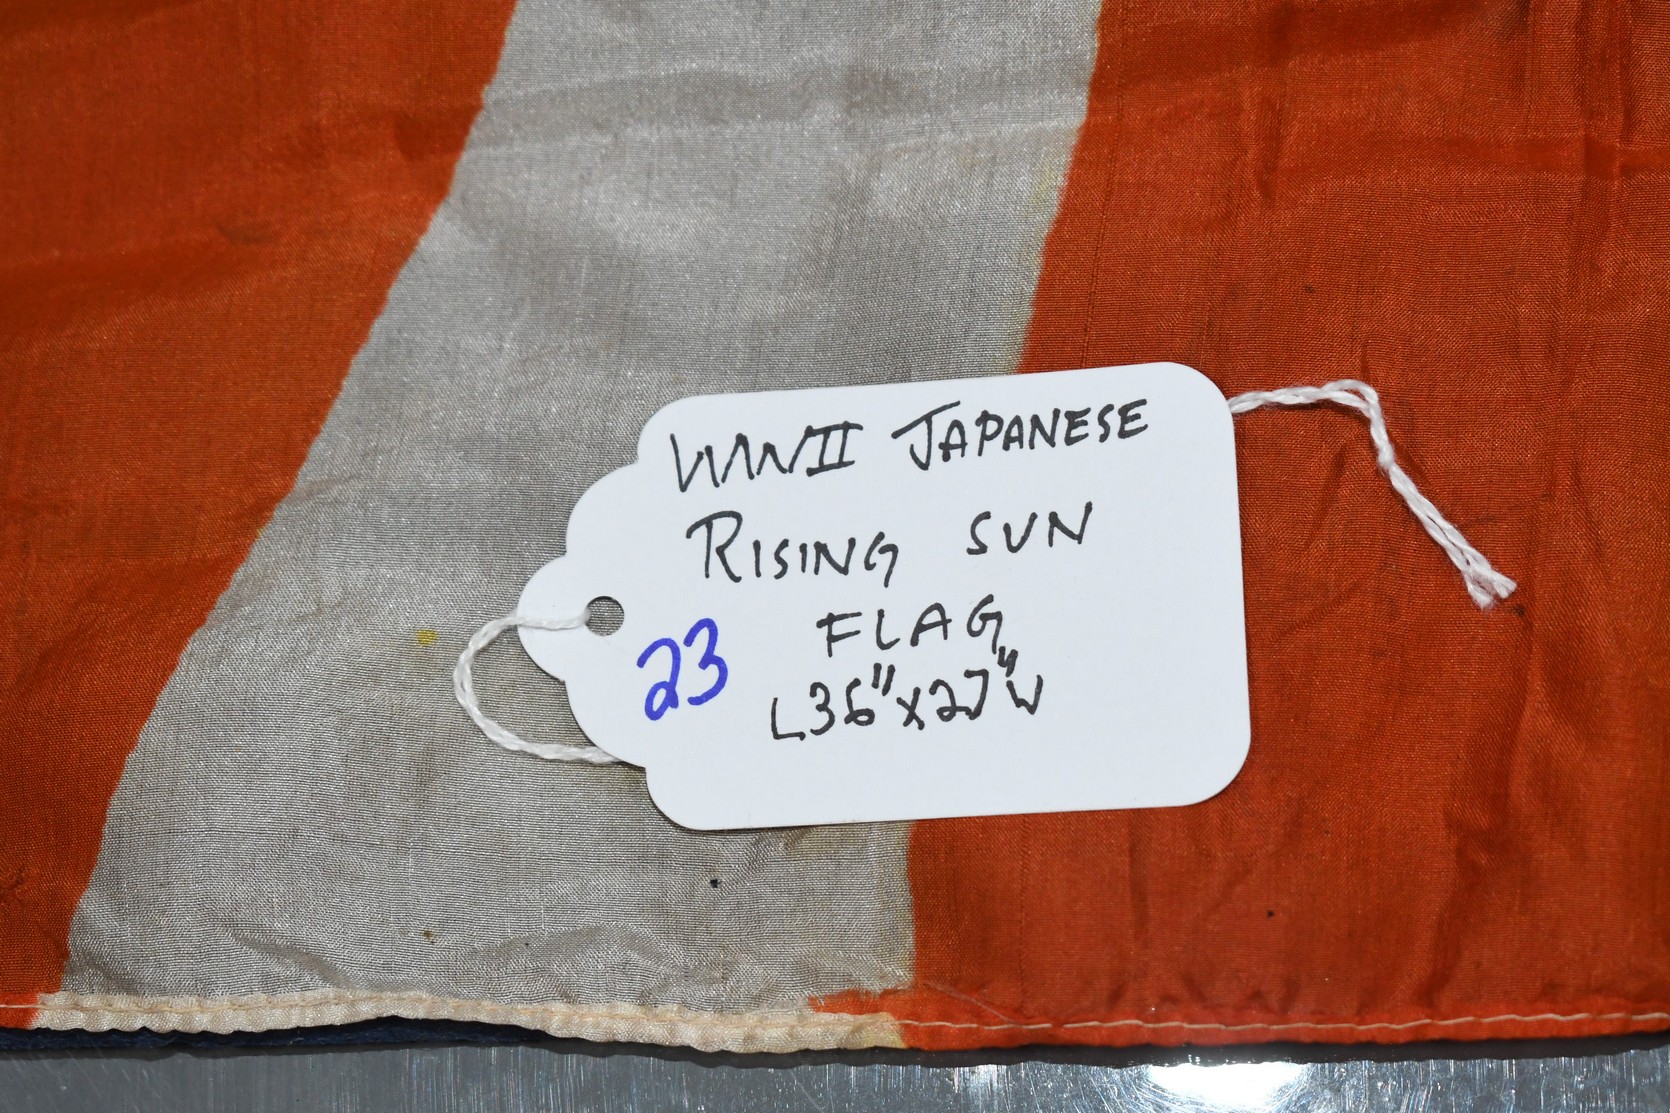 WWII JAPANESE
RISING SUN
FLAG
23
L36"x27"W